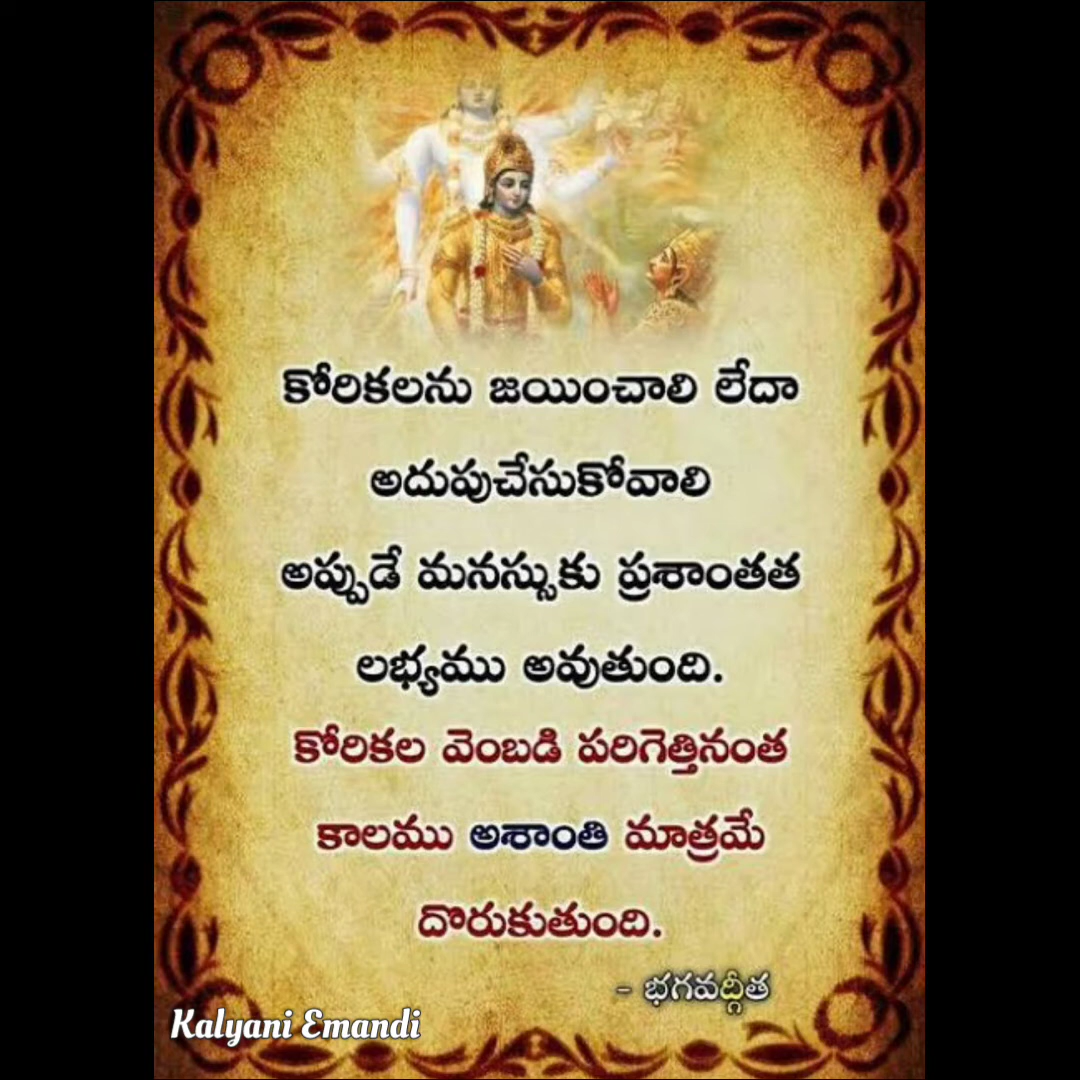 కోరికలను జయించాలి లేదా
అదుపుచేసుకోవాలి
అప్పుడే మనస్సుకు ప్రశాంతత
లభ్యము అవుతుంది.
కోరికల వెంబడి పరిగెత్తినంత
కాలము అశాంతి మాత్రమే
దొరుకుతుంది.
- భగవద్గీత
Kalyani Emandi